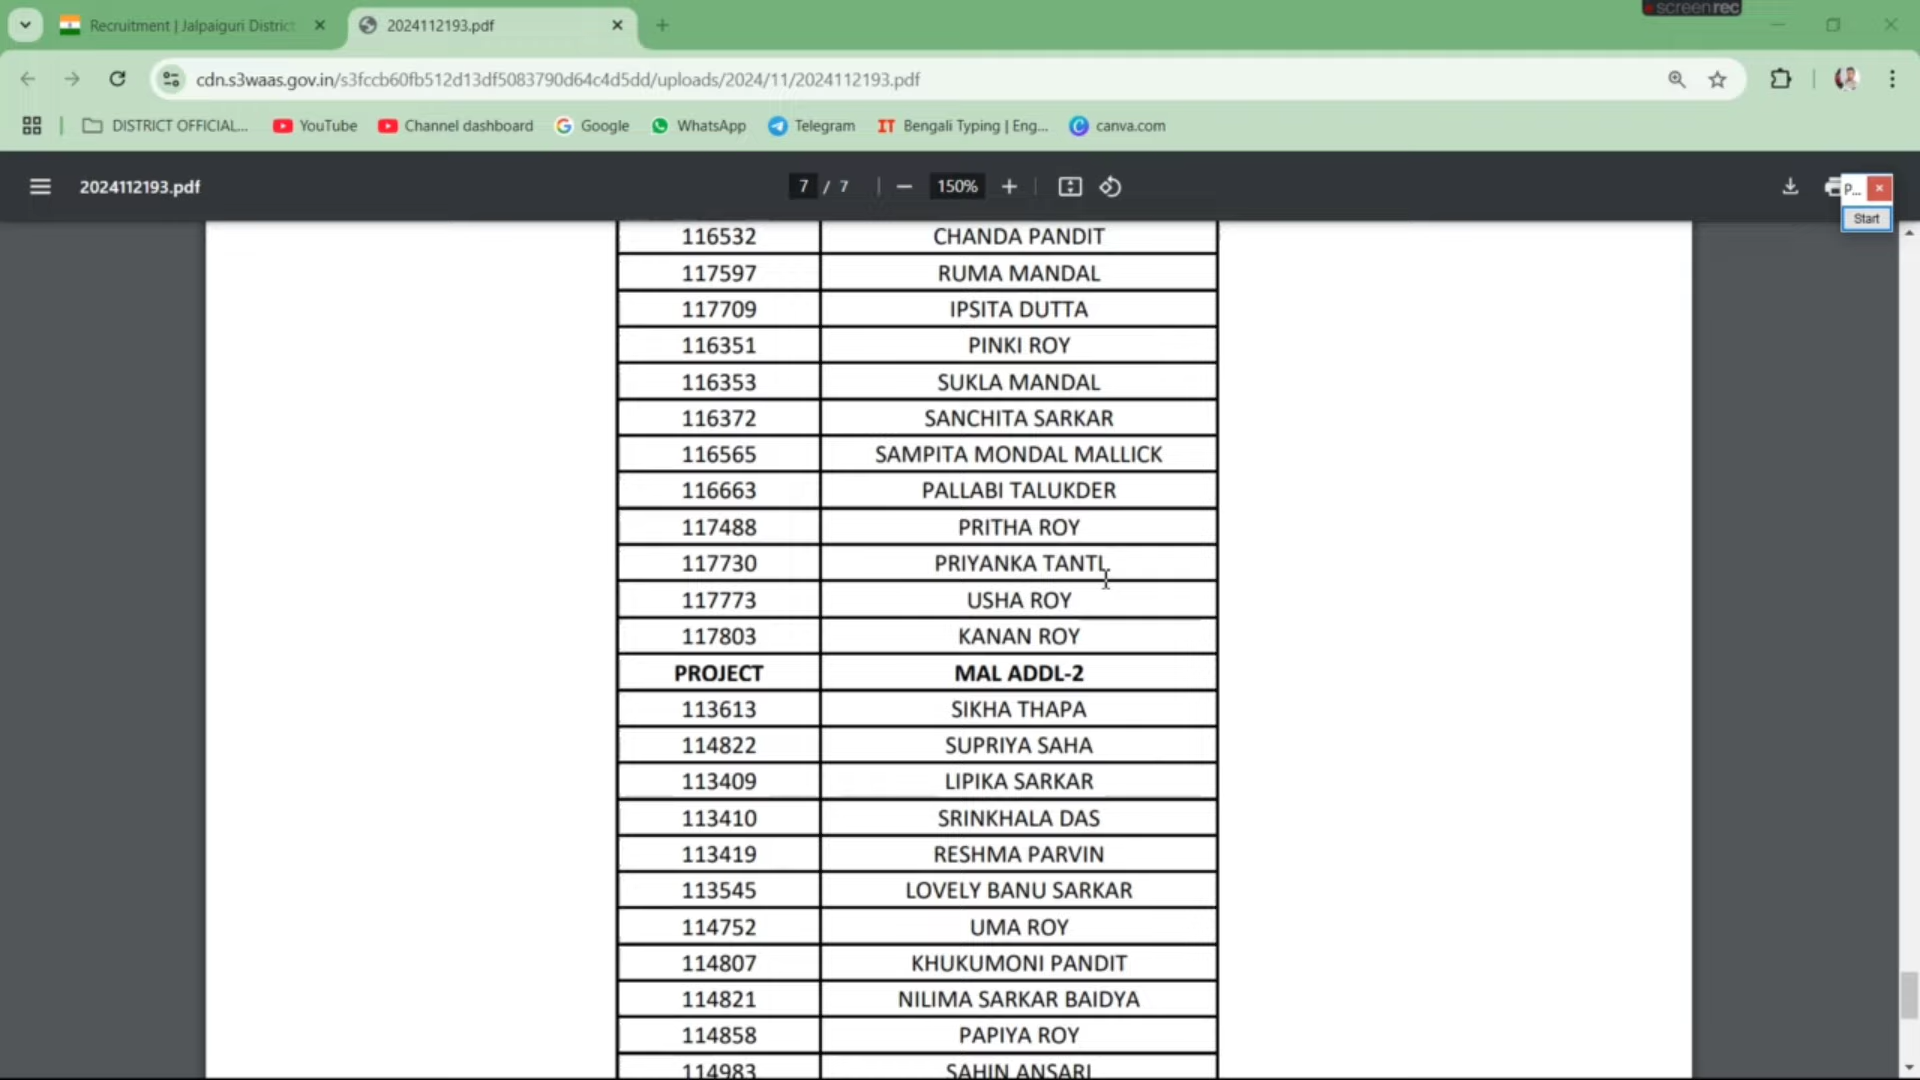 screenrec
Recruitment | Jalpaiguri District
2024112193.pdf
cdn.s3waas.gov.in/s3fccb60fb512d13df5083790d64c4d5dd/uploads/2024/11/2024112193.pdf
DISTRICT OFFICIAL... YouTube Channel dashboard Google WhatsApp Telegram IT Bengali Typing | Eng... canva.com
2024112193.pdf 7 / 7 150% P...
Start
116532 CHANDA PANDIT
117597 RUMA MANDAL
117709 IPSITA DUTTA
116351 PINKI ROY
116353 SUKLA MANDAL
116372 SANCHITA SARKAR
116565 SAMPITA MONDAL MALLICK
116663 PALLABI TALUKDER
117488 PRITHA ROY
117730 PRIYANKA TANTI
117773 USHA ROY
117803 KANAN ROY
PROJECT MAL ADDL-2
113613 SIKHA THAPA
114822 SUPRIYA SAHA
113409 LIPIKA SARKAR
113410 SRINKHALA DAS
113419 RESHMA PARVIN
113545 LOVELY BANU SARKAR
114752 UMA ROY
114807 KHUKUMONI PANDIT
114821 NILIMA SARKAR BAIDYA
114858 PAPIYA ROY
114983 SAHIN ANSARI